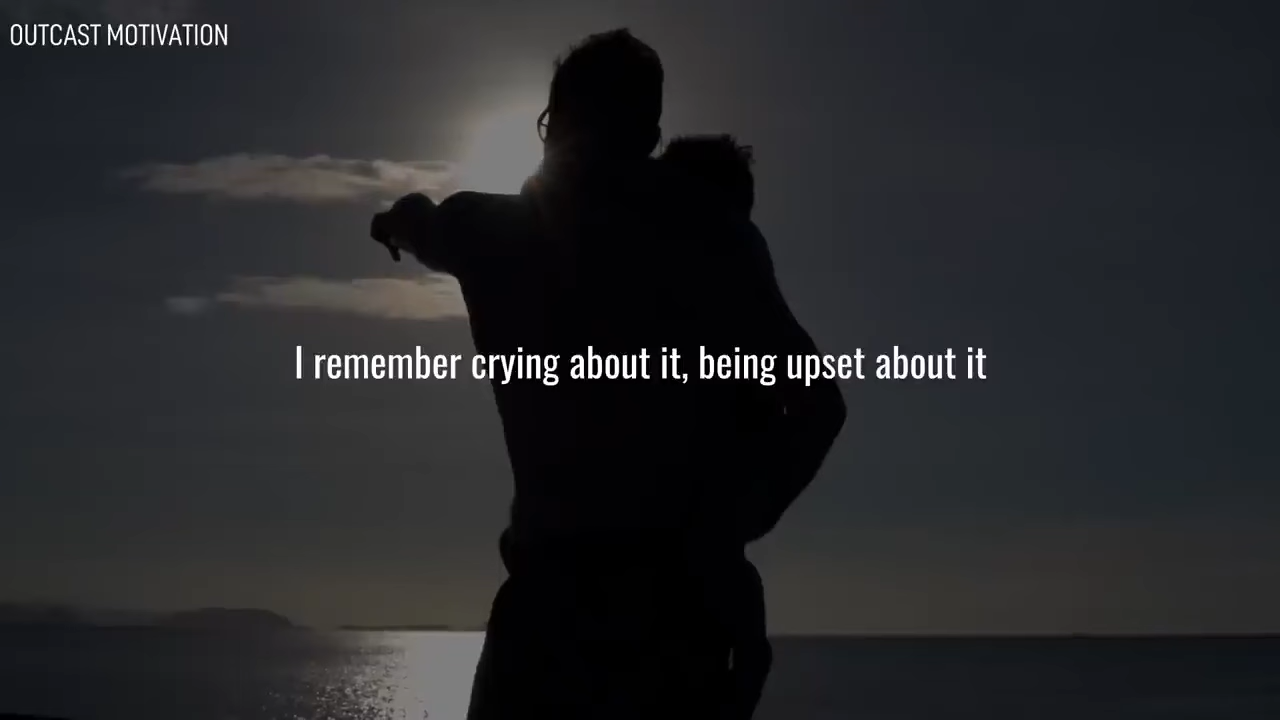 OUTCAST MOTIVATION
I remember crying about it, being upset about it